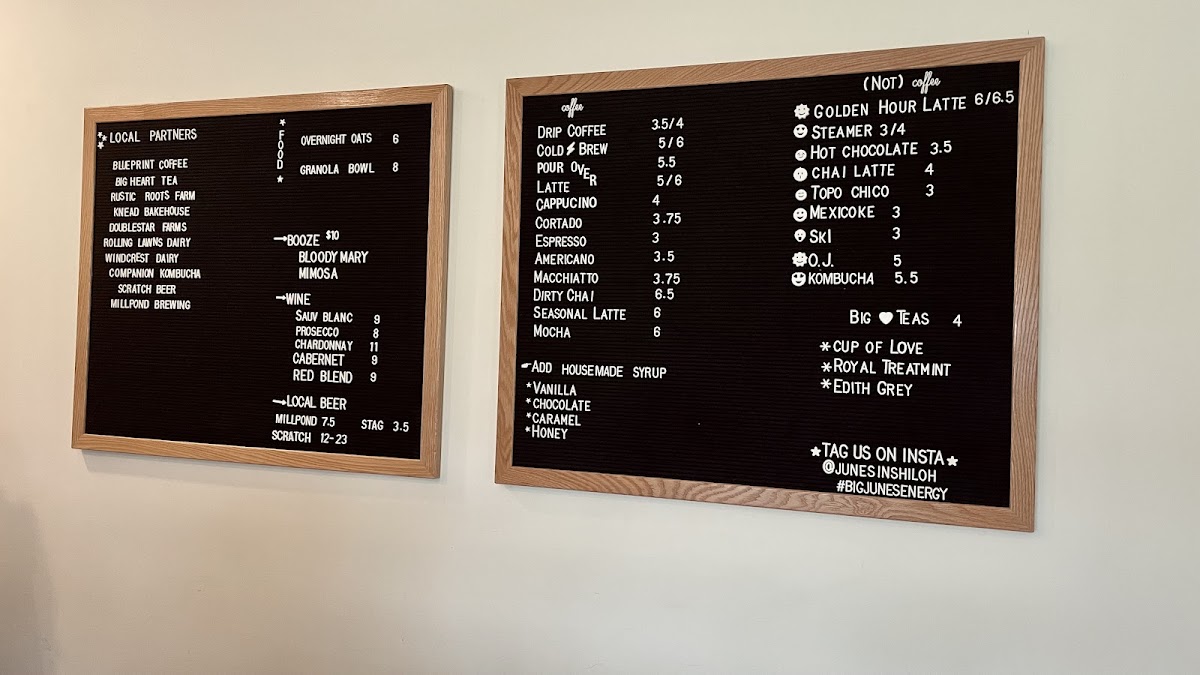 LOCAL PARTNERS
BLUEPRINT COFFEE
BIG HEART TEA
RUSTIC ROOTS FARM
KNEAD BAKEHOUSE
DOUBLESTAR FARMS
ROLLING LAWNS DAIRY
WINDCREST DAIRY
COMPANION KOMBUCHA
SCRATCH BEER
MILLPOND BREWING
* FOOD *
OVERNIGHT OATS 6
GRANOLA BOWL 8
→BOOZE $10
BLOODY MARY
MIMOSA
→WINE
SAUV BLANC 9
PROSECCO 8
CHARDONNAY 11
CABERNET 9
RED BLEND 9
→LOCAL BEER
MILLPOND 7.5 STAG 3.5
SCRATCH 12-23
coffee
DRIP COFFEE 3.5/4
COLD⚡BREW 5/6
POUR OVER 5.5
LATTE 5/6
CAPPUCINO 4
CORTADO 3.75
ESPRESSO 3
AMERICANO 3.5
MACCHIATTO 3.75
DIRTY CHAI 6.5
SEASONAL LATTE 6
MOCHA 6
☛ADD HOUSEMADE SYRUP
*VANILLA
*CHOCOLATE
*CARAMEL
*HONEY
(NOT) coffee
GOLDEN HOUR LATTE 6/6.5
STEAMER 3/4
HOT CHOCOLATE 3.5
CHAI LATTE 4
TOPO CHICO 3
MEXICOKE 3
SKI 3
O.J. 5
KOMBUCHA 5.5
BIG ♥ TEAS 4
*CUP OF LOVE
*ROYAL TREATMINT
*EDITH GREY
★TAG US ON INSTA★
@JUNESINSHILOH
#BIGJUNESENERGY